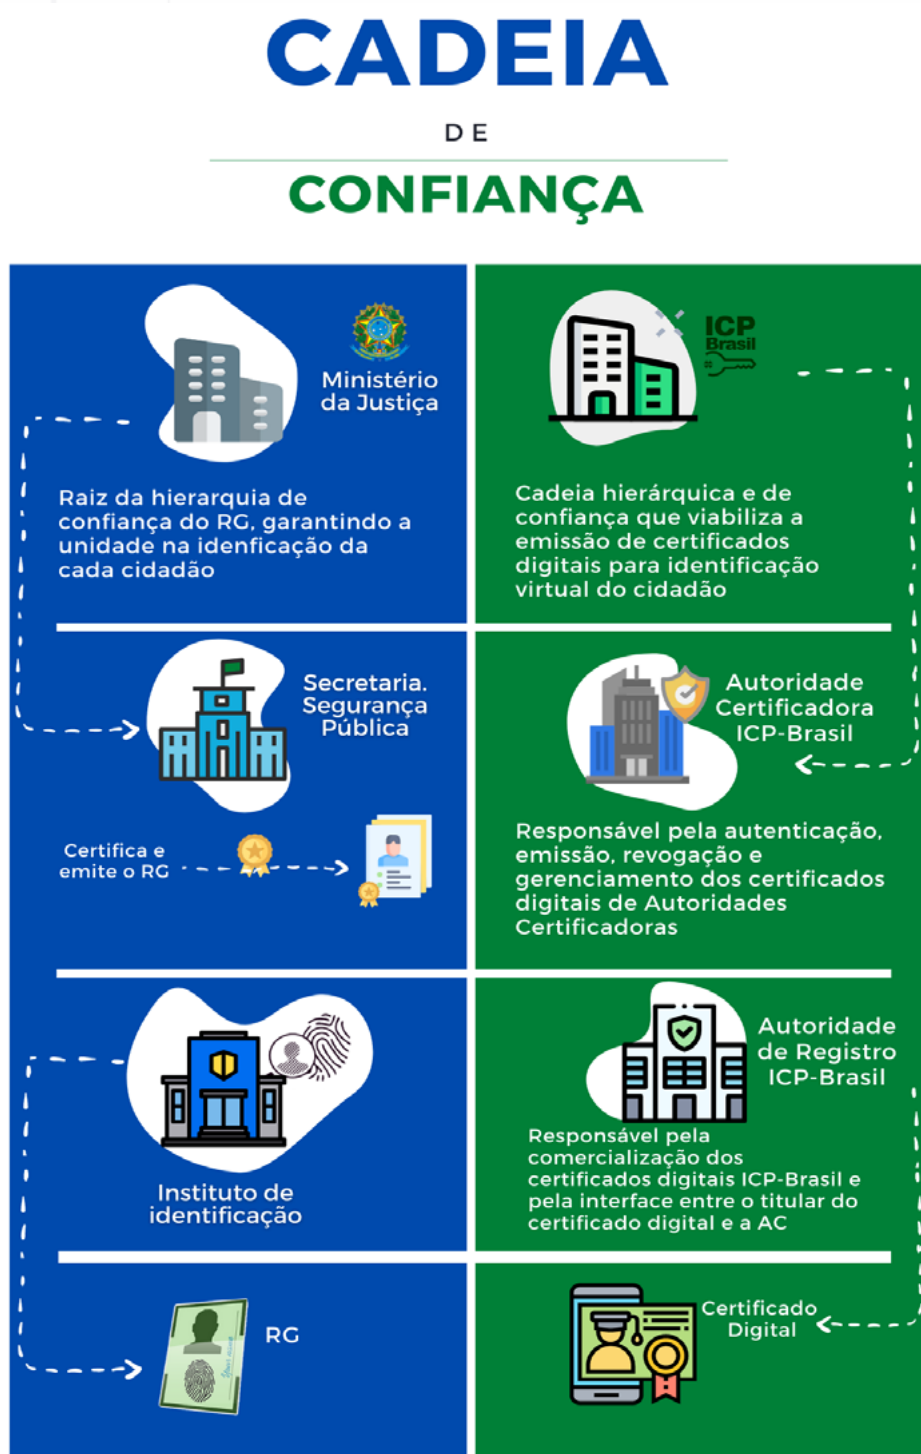 CADEIA
DE
CONFIANÇA
Ministério
da Justiça
Raiz da hierarquia de
confiança do RG, garantindo a
unidade na idenficação da
cada cidadão
Secretaria.
Segurança
Pública
Certifica e
emite o RG
Instituto de
identificação
RG
ICP
Brasil
Cadeia hierárquica e de
confiança que viabiliza a
emissão de certificados
digitais para identificação
virtual do cidadão
Autoridade
Certificadora
ICP-Brasil
Responsável pela autenticação,
emissão, revogação e
gerenciamento dos certificados
digitais de Autoridades
Certificadoras
Autoridade
de Registro
ICP-Brasil
Responsável pela
comercialização dos
certificados digitais ICP-Brasil e
pela interface entre o titular do
certificado digital e a AC
Certificado
Digital